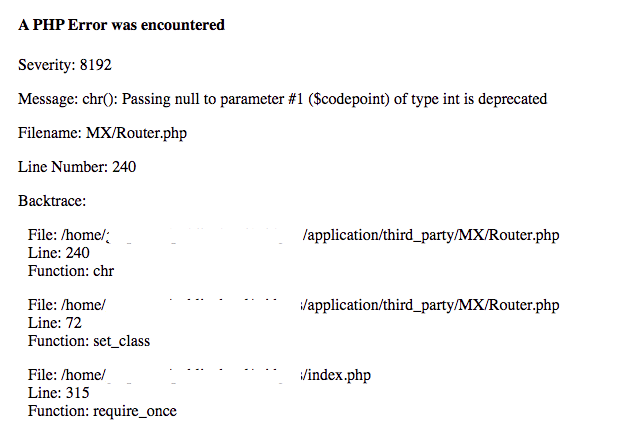 A PHP Error was encountered
Severity: 8192
Message: chr(): Passing null to parameter #1 ($codepoint) of type int is deprecated
Filename: MX/Router.php
Line Number: 240
Backtrace:
File: /home/ /application/third_party/MX/Router.php
Line: 240
Function: chr
File: /home/ /application/third_party/MX/Router.php
Line: 72
Function: set_class
File: /home/ /index.php
Line: 315
Function: require_once